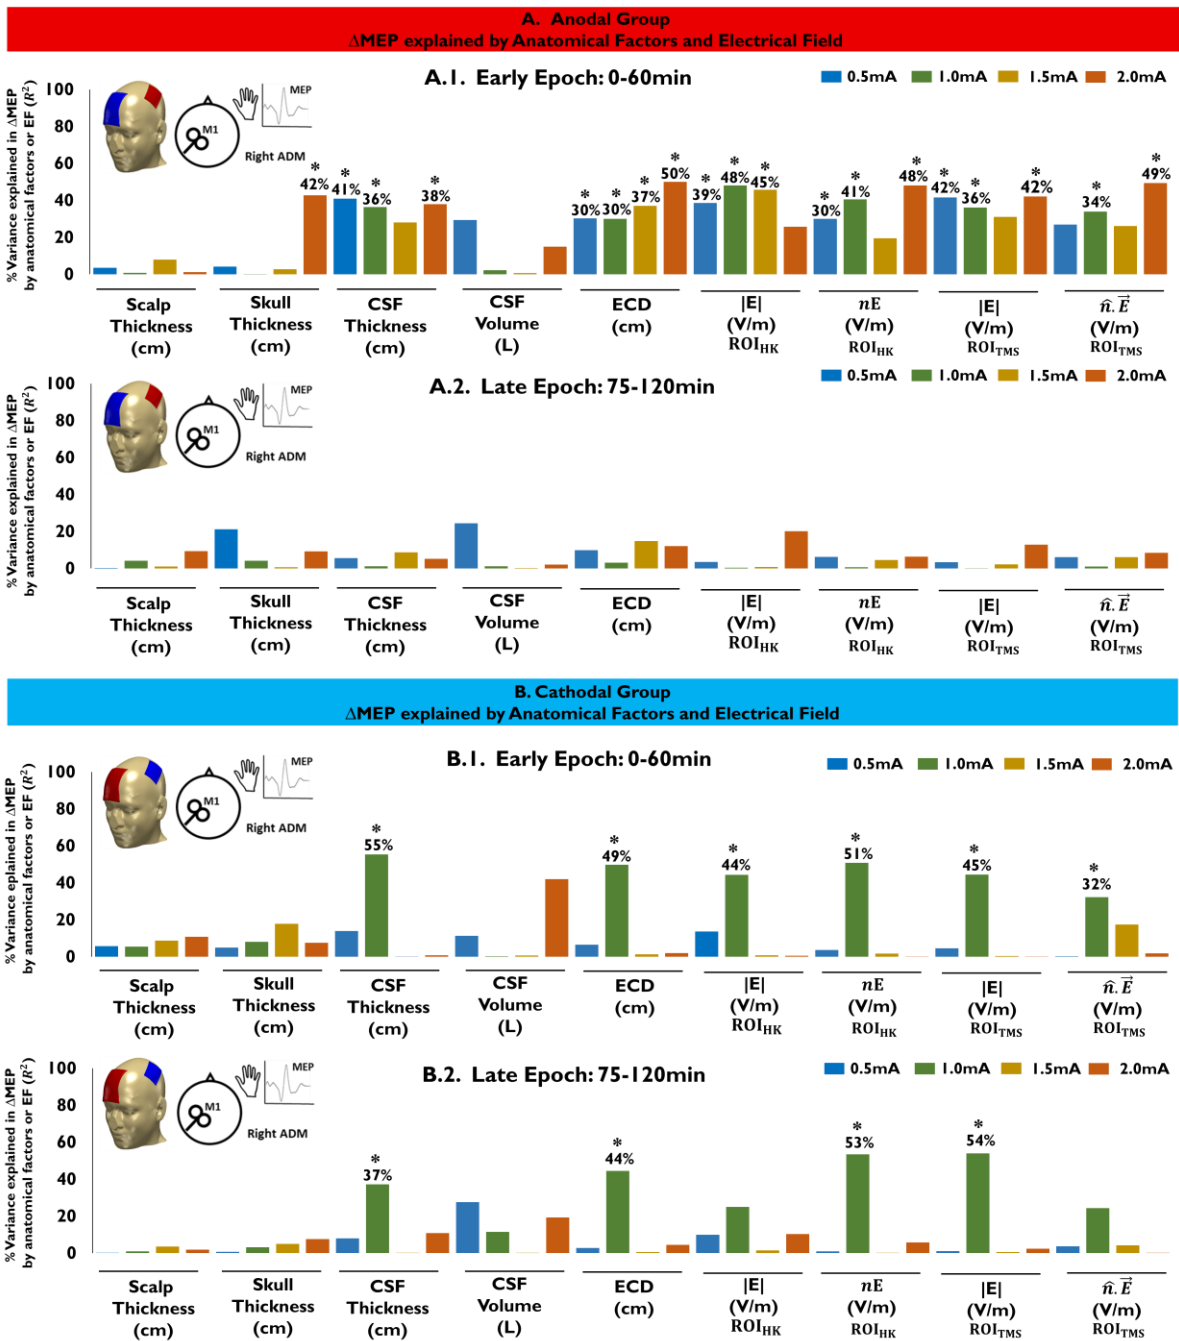 A. Anodal Group
ΔMEP explained by Anatomical Factors and Electrical Field
A.1. Early Epoch: 0-60min
0.5mA 1.0mA 1.5mA 2.0mA
% Variance explained in ΔMEP
by anatomical factors or EF (R²)
100
80
60
40
20
0
M1
MEP
Right ADM
* 42%
* 41%
* 36%
* 38%
* 30%
* 30%
* 37%
* 50%
* 39%
* 48%
* 45%
* 30%
* 41%
* 48%
* 42%
* 36%
* 42%
* 34%
* 49%
Scalp Thickness (cm)
Skull Thickness (cm)
CSF Thickness (cm)
CSF Volume (L)
ECD (cm)
|E| (V/m) ROI_HK
nE (V/m) ROI_HK
|E| (V/m) ROI_TMS
n̂.E⃗ (V/m) ROI_TMS
A.2. Late Epoch: 75-120min
0.5mA 1.0mA 1.5mA 2.0mA
% Variance explained in ΔMEP
by anatomical factors or EF (R²)
100
80
60
40
20
0
M1
MEP
Right ADM
Scalp Thickness (cm)
Skull Thickness (cm)
CSF Thickness (cm)
CSF Volume (L)
ECD (cm)
|E| (V/m) ROI_HK
nE (V/m) ROI_HK
|E| (V/m) ROI_TMS
n̂.E⃗ (V/m) ROI_TMS
B. Cathodal Group
ΔMEP explained by Anatomical Factors and Electrical Field
B.1. Early Epoch: 0-60min
0.5mA 1.0mA 1.5mA 2.0mA
% Variance eplained in ΔMEP
by anatomical factors or EF (R²)
100
80
60
40
20
0
M1
MEP
Right ADM
* 55%
* 49%
* 44%
* 51%
* 45%
* 32%
Scalp Thickness (cm)
Skull Thickness (cm)
CSF Thickness (cm)
CSF Volume (L)
ECD (cm)
|E| (V/m) ROI_HK
nE (V/m) ROI_HK
|E| (V/m) ROI_TMS
n̂.E⃗ (V/m) ROI_TMS
B.2. Late Epoch: 75-120min
0.5mA 1.0mA 1.5mA 2.0mA
% Variance explained in ΔMEP
by anatomical factors or EF (R²)
100
80
60
40
20
0
M1
MEP
Right ADM
* 37%
* 44%
* 53%
* 54%
Scalp Thickness (cm)
Skull Thickness (cm)
CSF Thickness (cm)
CSF Volume (L)
ECD (cm)
|E| (V/m) ROI_HK
nE (V/m) ROI_HK
|E| (V/m) ROI_TMS
n̂.E⃗ (V/m) ROI_TMS